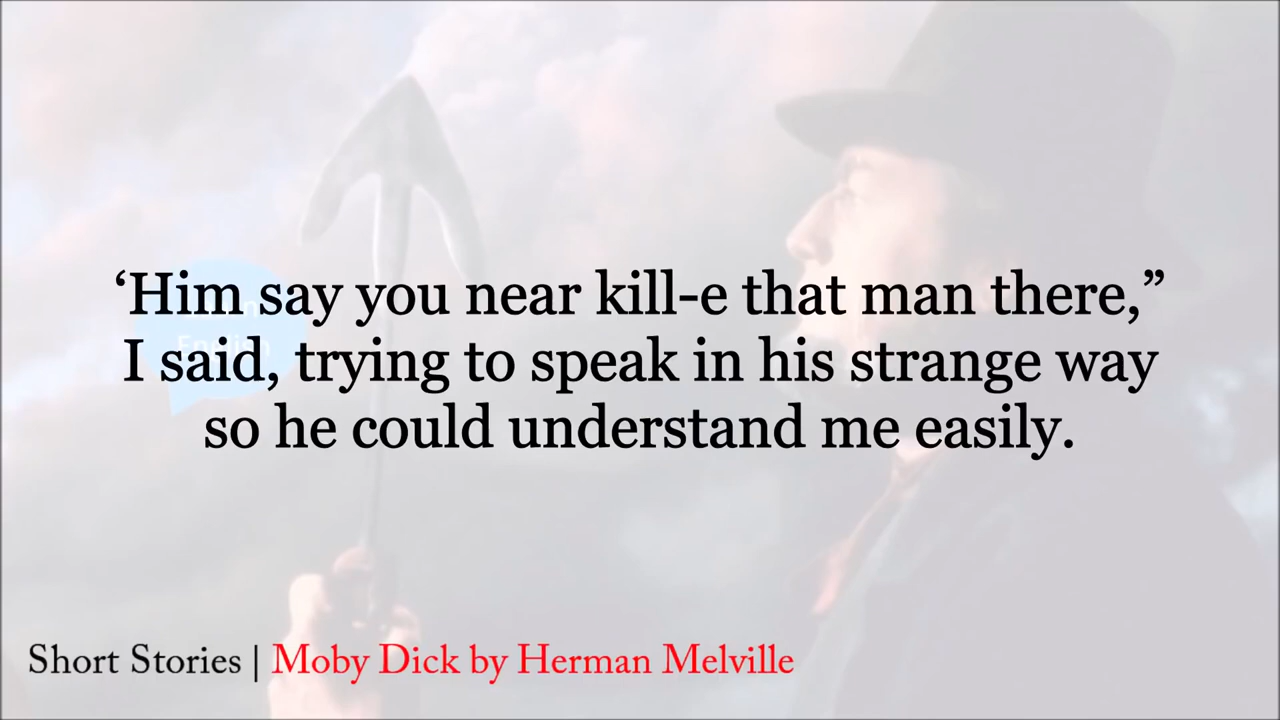 ‘Him say you near kill-e that man there,”
I said, trying to speak in his strange way
so he could understand me easily.
Short Stories | Moby Dick by Herman Melville